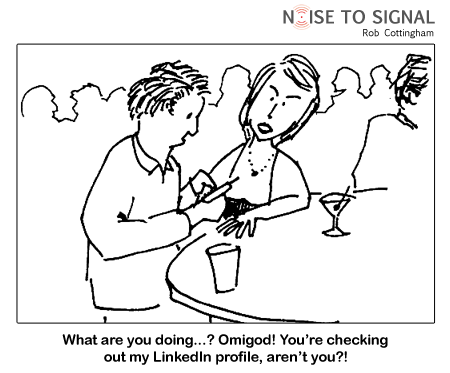 NOISE TO SIGNAL
Rob Cottingham
What are you doing...? Omigod! You're checking
out my LinkedIn profile, aren't you?!